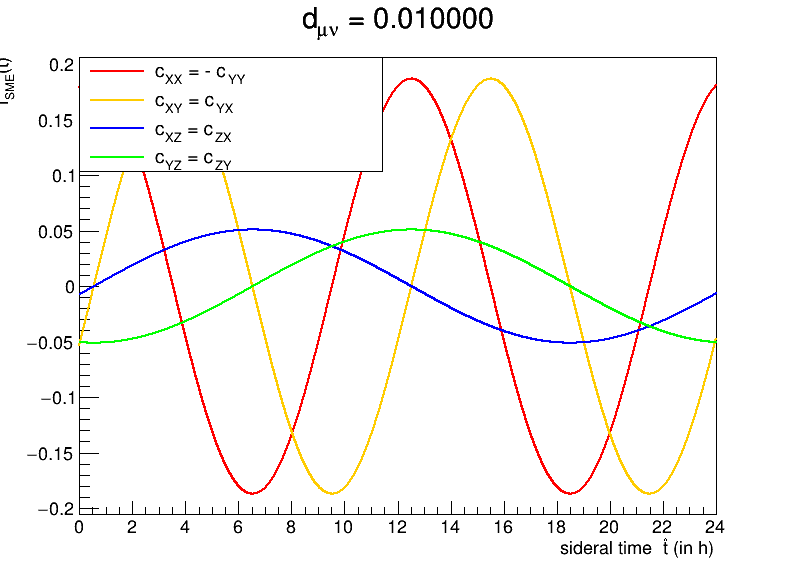 d_μν = 0.010000
f_SME(t)
c_XX = - c_YY
c_XY = c_YX
c_XZ = c_ZX
c_YZ = c_ZY
0.2
0.15
0.1
0.05
0
−0.05
−0.1
−0.15
−0.2
0 2 4 6 8 10 12 14 16 18 20 22 24
sideral time t̂ (in h)